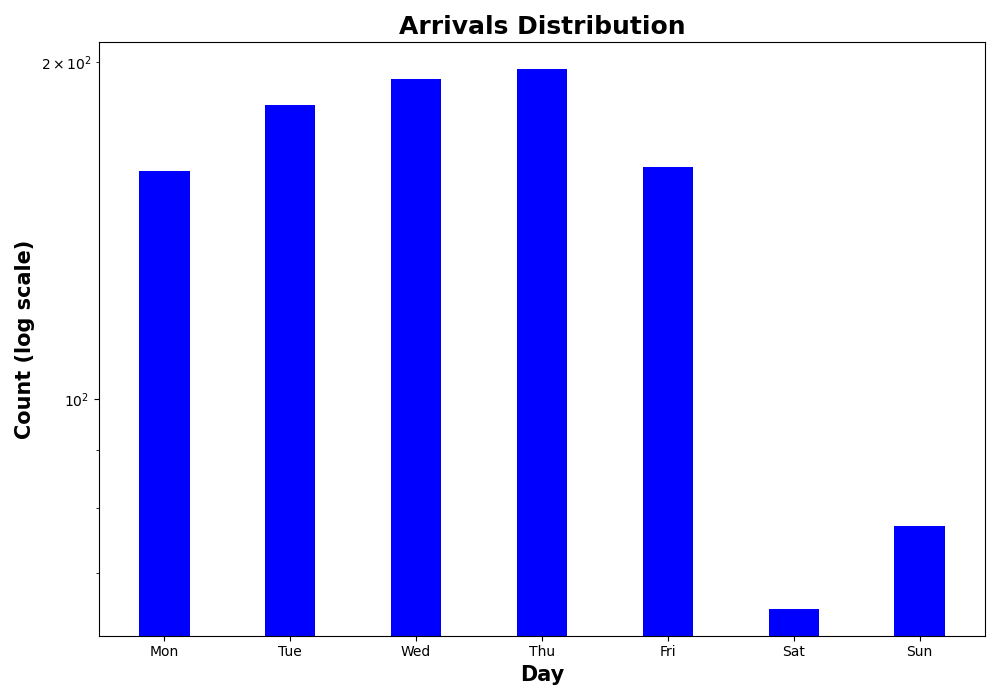 Arrivals Distribution
2 × 10²
10²
Count (log scale)
Mon Tue Wed Thu Fri Sat Sun
Day